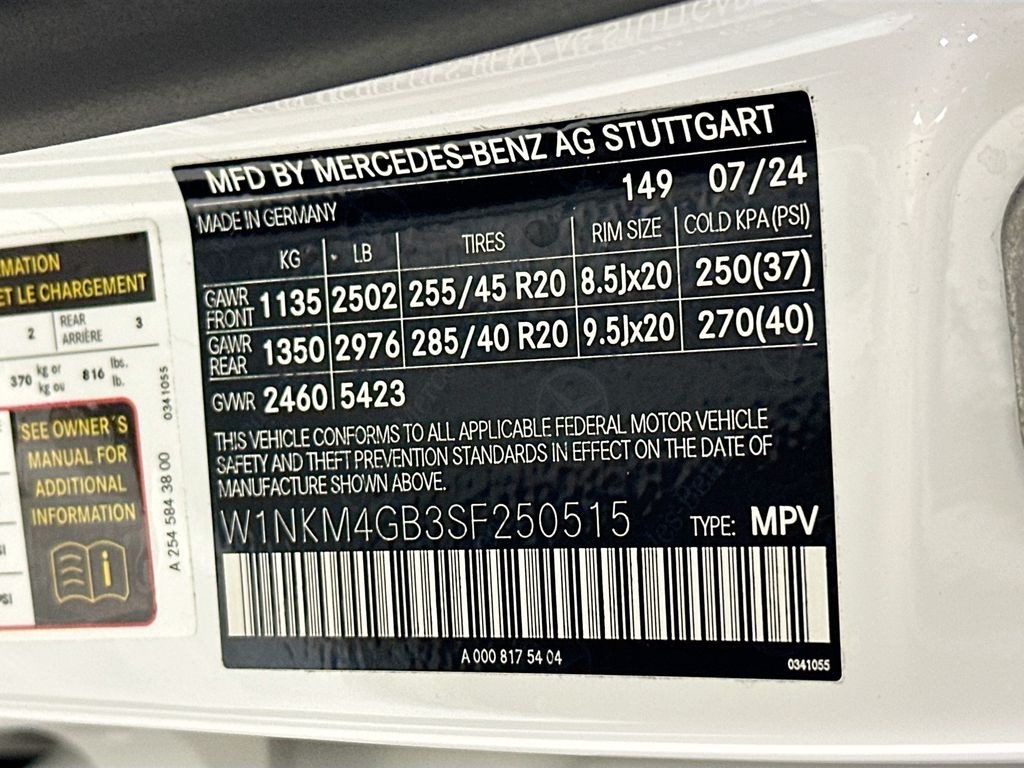 MFD BY MERCEDES-BENZ AG STUTTGART
MADE IN GERMANY 149 07/24
KG LB TIRES RIM SIZE COLD KPA(PSI)
GAWR FRONT 1135 2502 255/45 R20 8.5Jx20 250(37)
GAWR REAR 1350 2976 285/40 R20 9.5Jx20 270(40)
GVWR 2460 5423
THIS VEHICLE CONFORMS TO ALL APPLICABLE FEDERAL MOTOR VEHICLE
SAFETY AND THEFT PREVENTION STANDARDS IN EFFECT ON THE DATE OF
MANUFACTURE SHOWN ABOVE.
W1NKM4GB3SF250515 TYPE: MPV
A 000 817 54 04
0341055
MATION
ET LE CHARGEMENT
2 REAR ARRIÈRE 3
370 kg or kg ou 816 lbs. lb.
SEE OWNER´S
MANUAL FOR
ADDITIONAL
INFORMATION
i
A 254 584 38 00 0341055